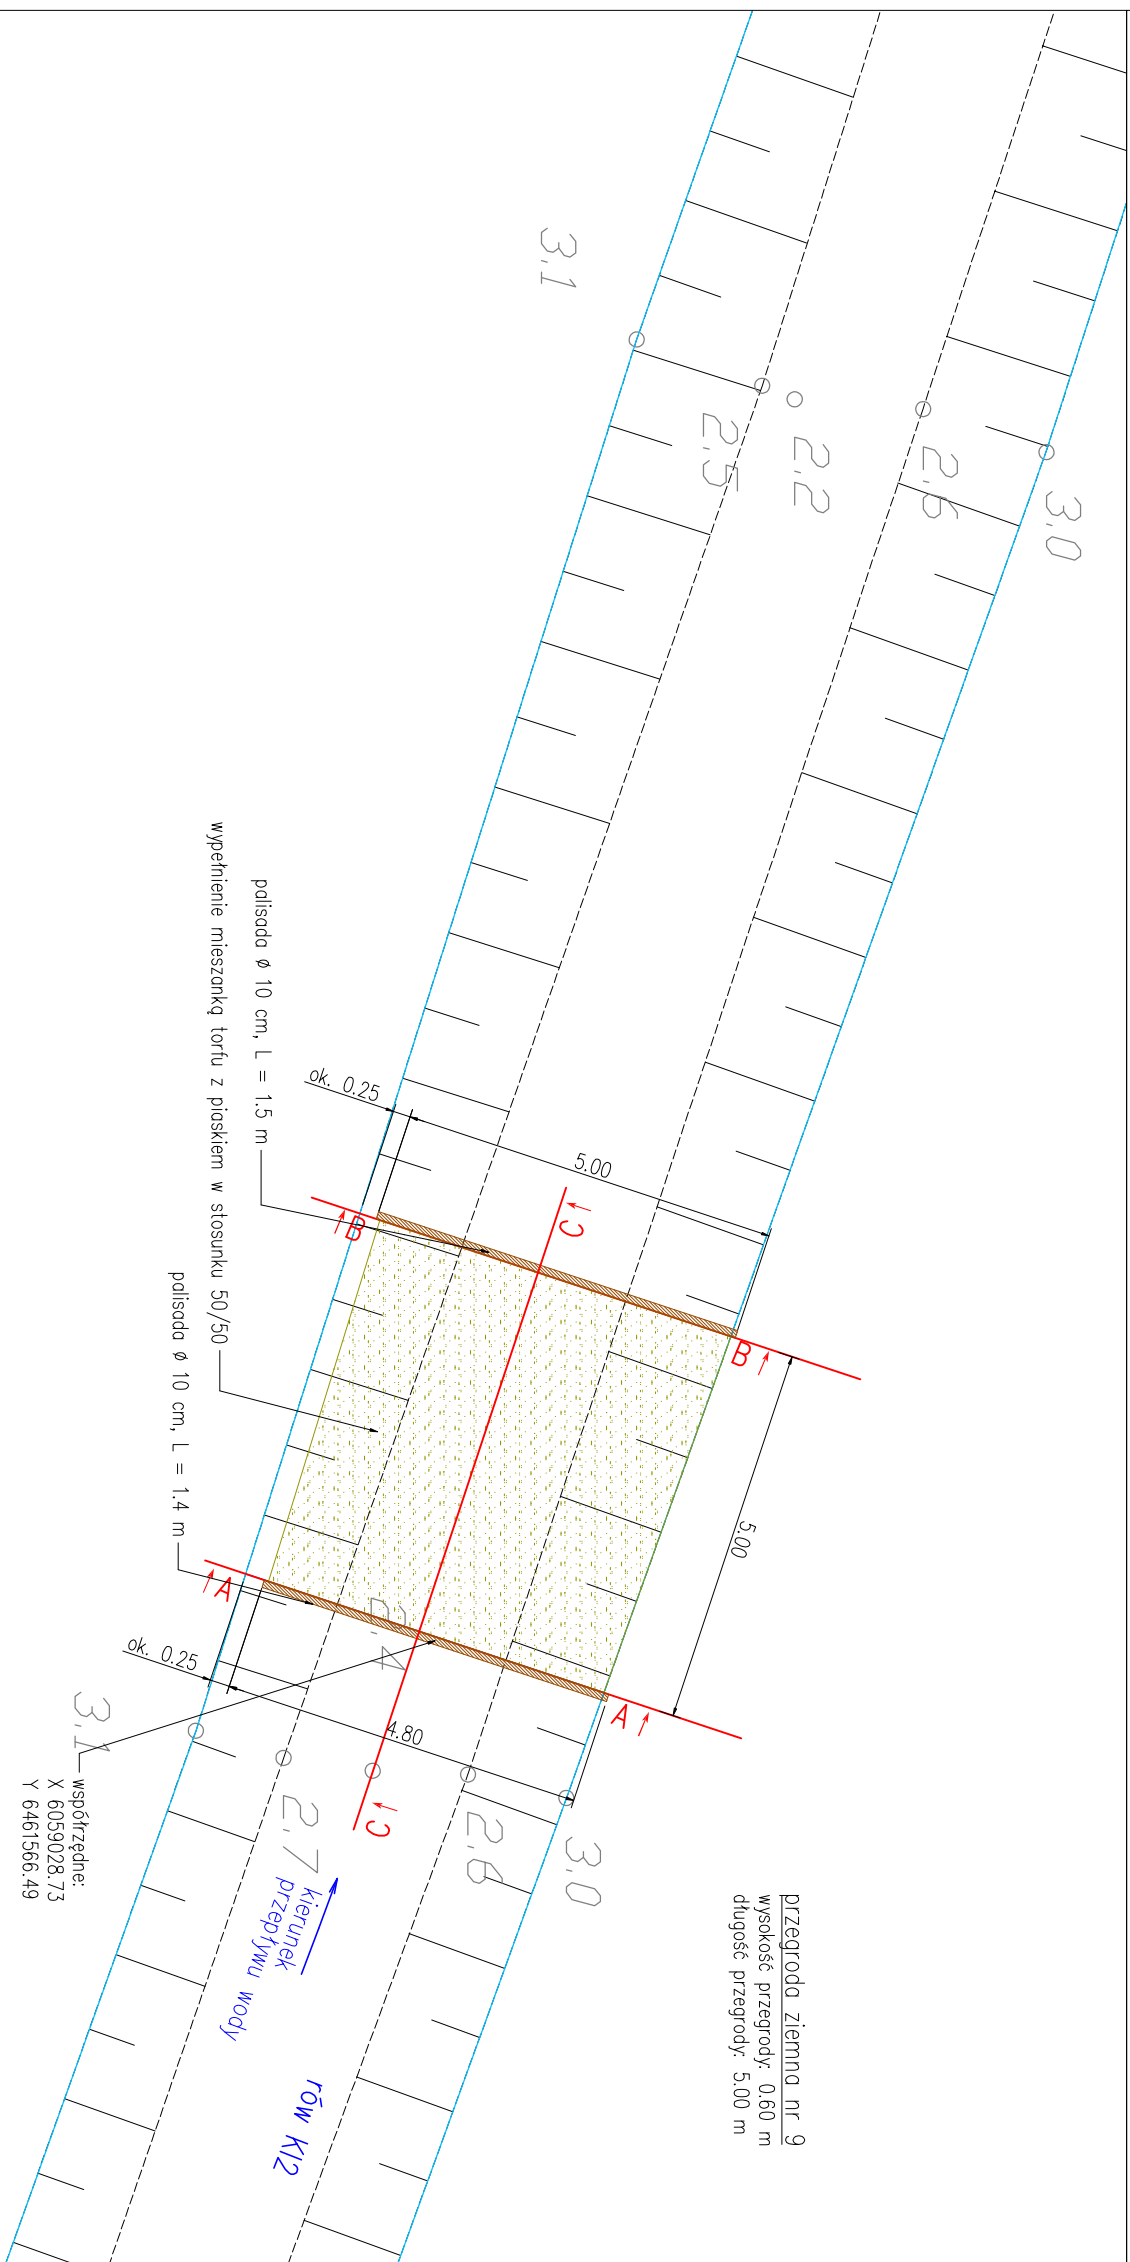 przegroda ziemna nr 9
wysokość przegrody: 0.60 m
długość przegrody: 5.00 m
3.0
3.0
2.6
2.6
2.2
2.5
3.1
5.00
5.00
ok. 0.25
B
B
C
C
A
A
4.80
ok. 0.25
2.7
3.1
palisada ø 10 cm, L = 1.5 m
wypełnienie mieszanką torfu z piaskiem w stosunku 50/50
palisada ø 10 cm, L = 1.4 m
współrzędne:
X 6059028.73
Y 6461566.49
kierunek
przepływu wody
rów KI2